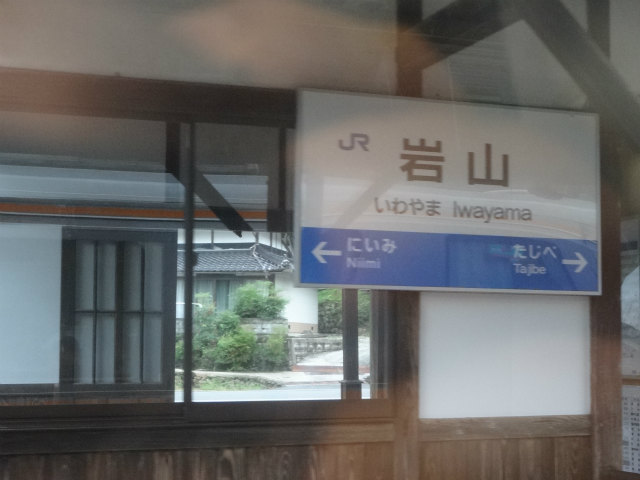 JR 岩山
いわやま Iwayama
← にいみ たじべ →
Niimi Tajibe